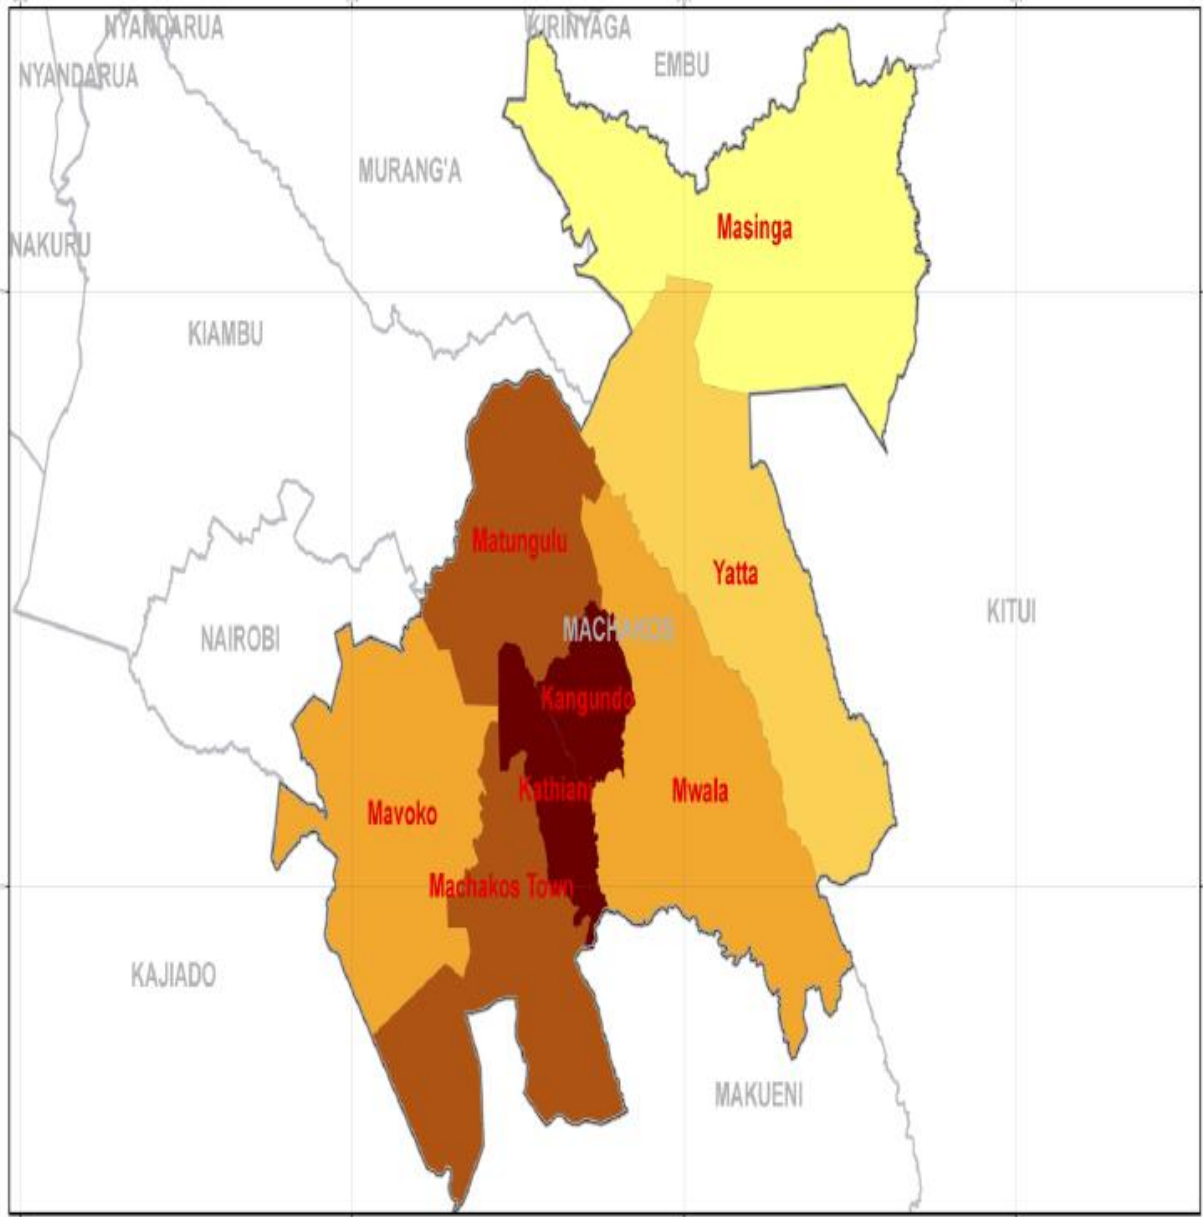 NYANDARUA
KIRINYAGA
EMBU
NYANDARUA
MURANG'A
Masinga
NAKURU
KIAMBU
Matungulu
Yatta
KITUI
MACHAKOS
NAIROBI
Kangundo
Kathiani
Mwala
Mavoko
Machakos Town
KAJIADO
MAKUENI